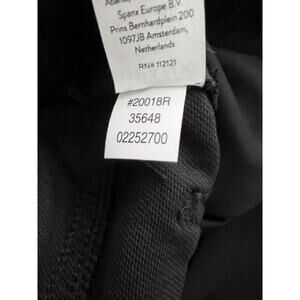 Spanx Europe B.V.
Prins Bernhardplein 200
1097JB Amsterdam,
Netherlands
RN# 112121
#20018R
35648
02252700